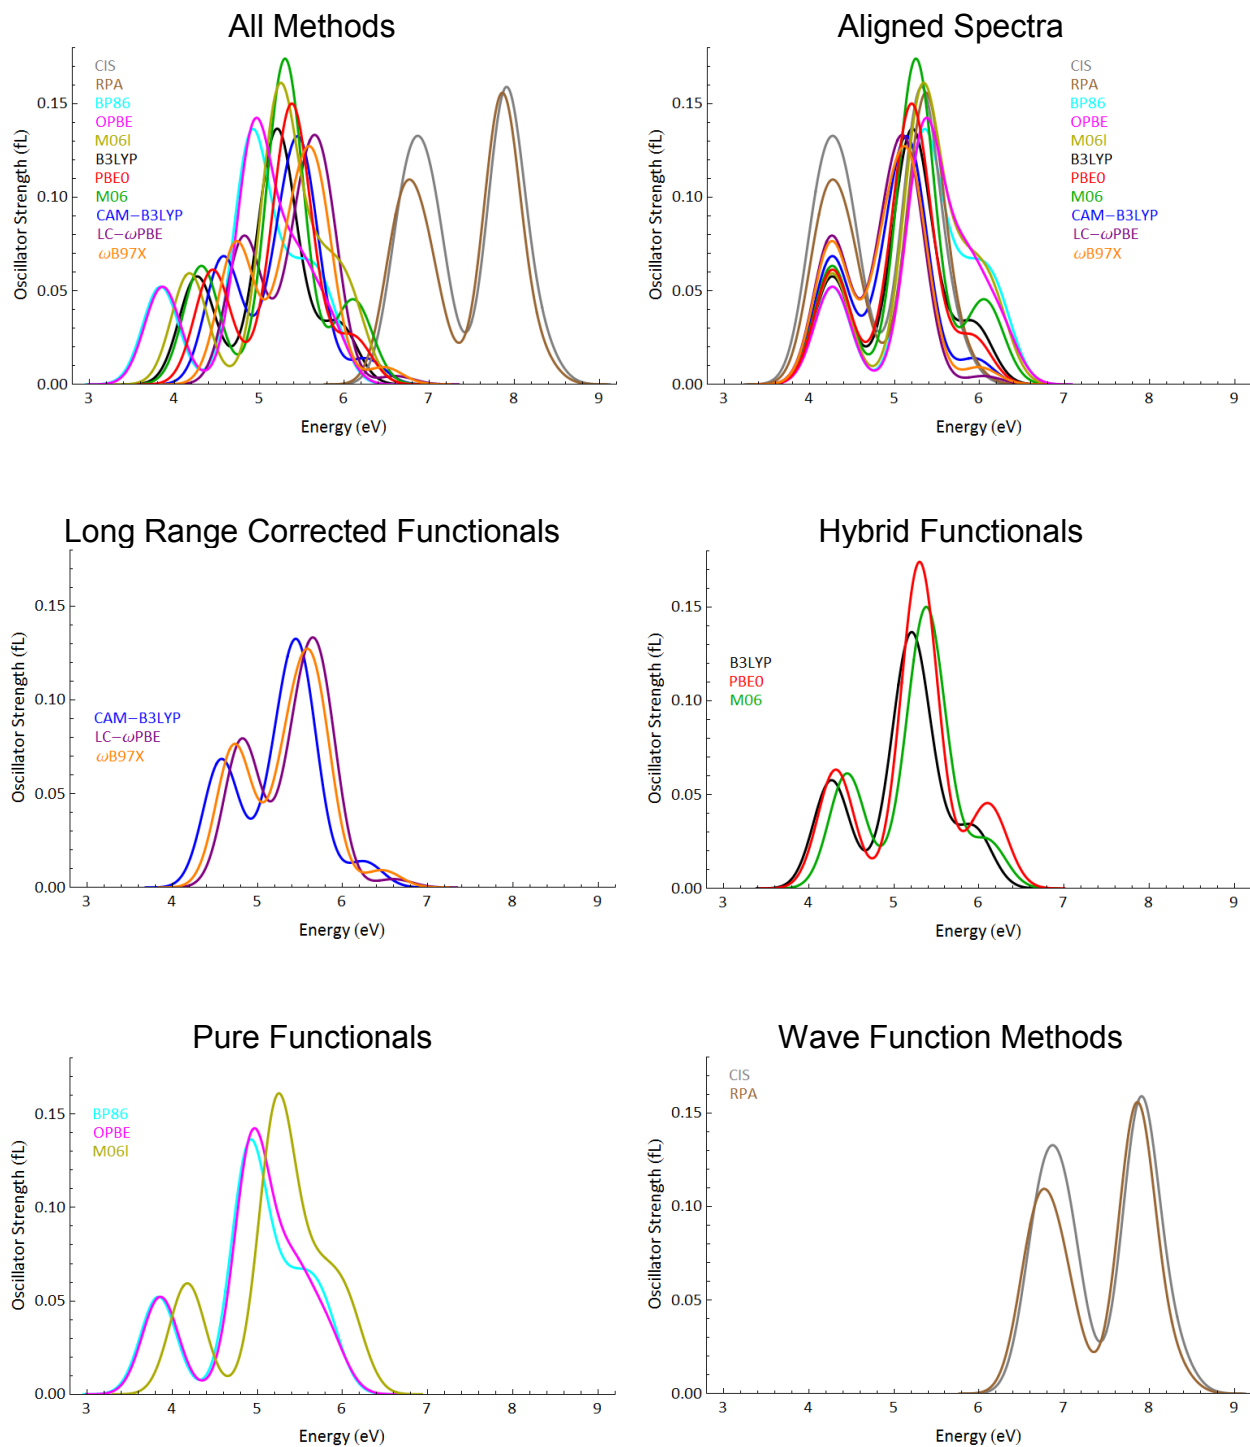 All Methods
CIS
RPA
BP86
OPBE
M06l
B3LYP
PBE0
M06
CAM−B3LYP
LC−ωPBE
ωB97X
Oscillator Strength (fL)
0.15
0.10
0.05
0.00
3 4 5 6 7 8 9
Energy (eV)
Aligned Spectra
CIS
RPA
BP86
OPBE
M06l
B3LYP
PBE0
M06
CAM−B3LYP
LC−ωPBE
ωB97X
Oscillator Strength (fL)
0.15
0.10
0.05
0.00
3 4 5 6 7 8 9
Energy (eV)
Long Range Corrected Functionals
CAM−B3LYP
LC−ωPBE
ωB97X
Oscillator Strength (fL)
0.15
0.10
0.05
0.00
3 4 5 6 7 8 9
Energy (eV)
Hybrid Functionals
B3LYP
PBE0
M06
Oscillator Strength (fL)
0.15
0.10
0.05
0.00
3 4 5 6 7 8 9
Energy (eV)
Pure Functionals
BP86
OPBE
M06l
Oscillator Strength (fL)
0.15
0.10
0.05
0.00
3 4 5 6 7 8 9
Energy (eV)
Wave Function Methods
CIS
RPA
Oscillator Strength (fL)
0.15
0.10
0.05
0.00
3 4 5 6 7 8 9
Energy (eV)